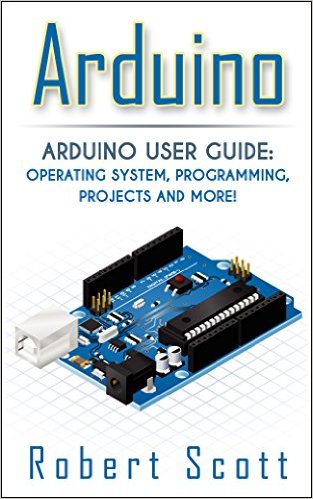 Arduino
ARDUINO USER GUIDE:
OPERATING SYSTEM, PROGRAMMING,
PROJECTS AND MORE!
Robert Scott